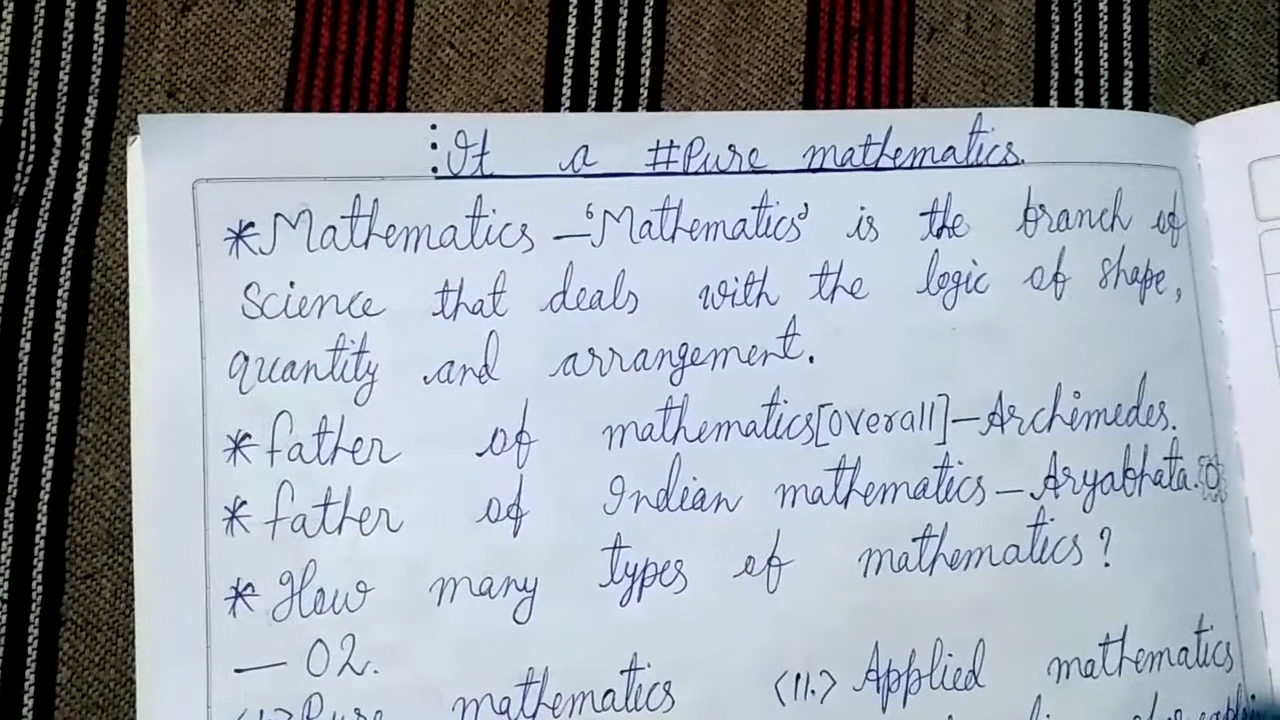 :It a #Pure mathematics.
*Mathematics –‘Mathematics’ is the branch of
Science that deals with the logic of shape,
quantity and arrangement.
*father of mathematics[overall]–Archimedes.
*father of Indian mathematics–Aryabhata.
*How many types of mathematics?
— 02.
Pure mathematics <11.> Applied mathematics